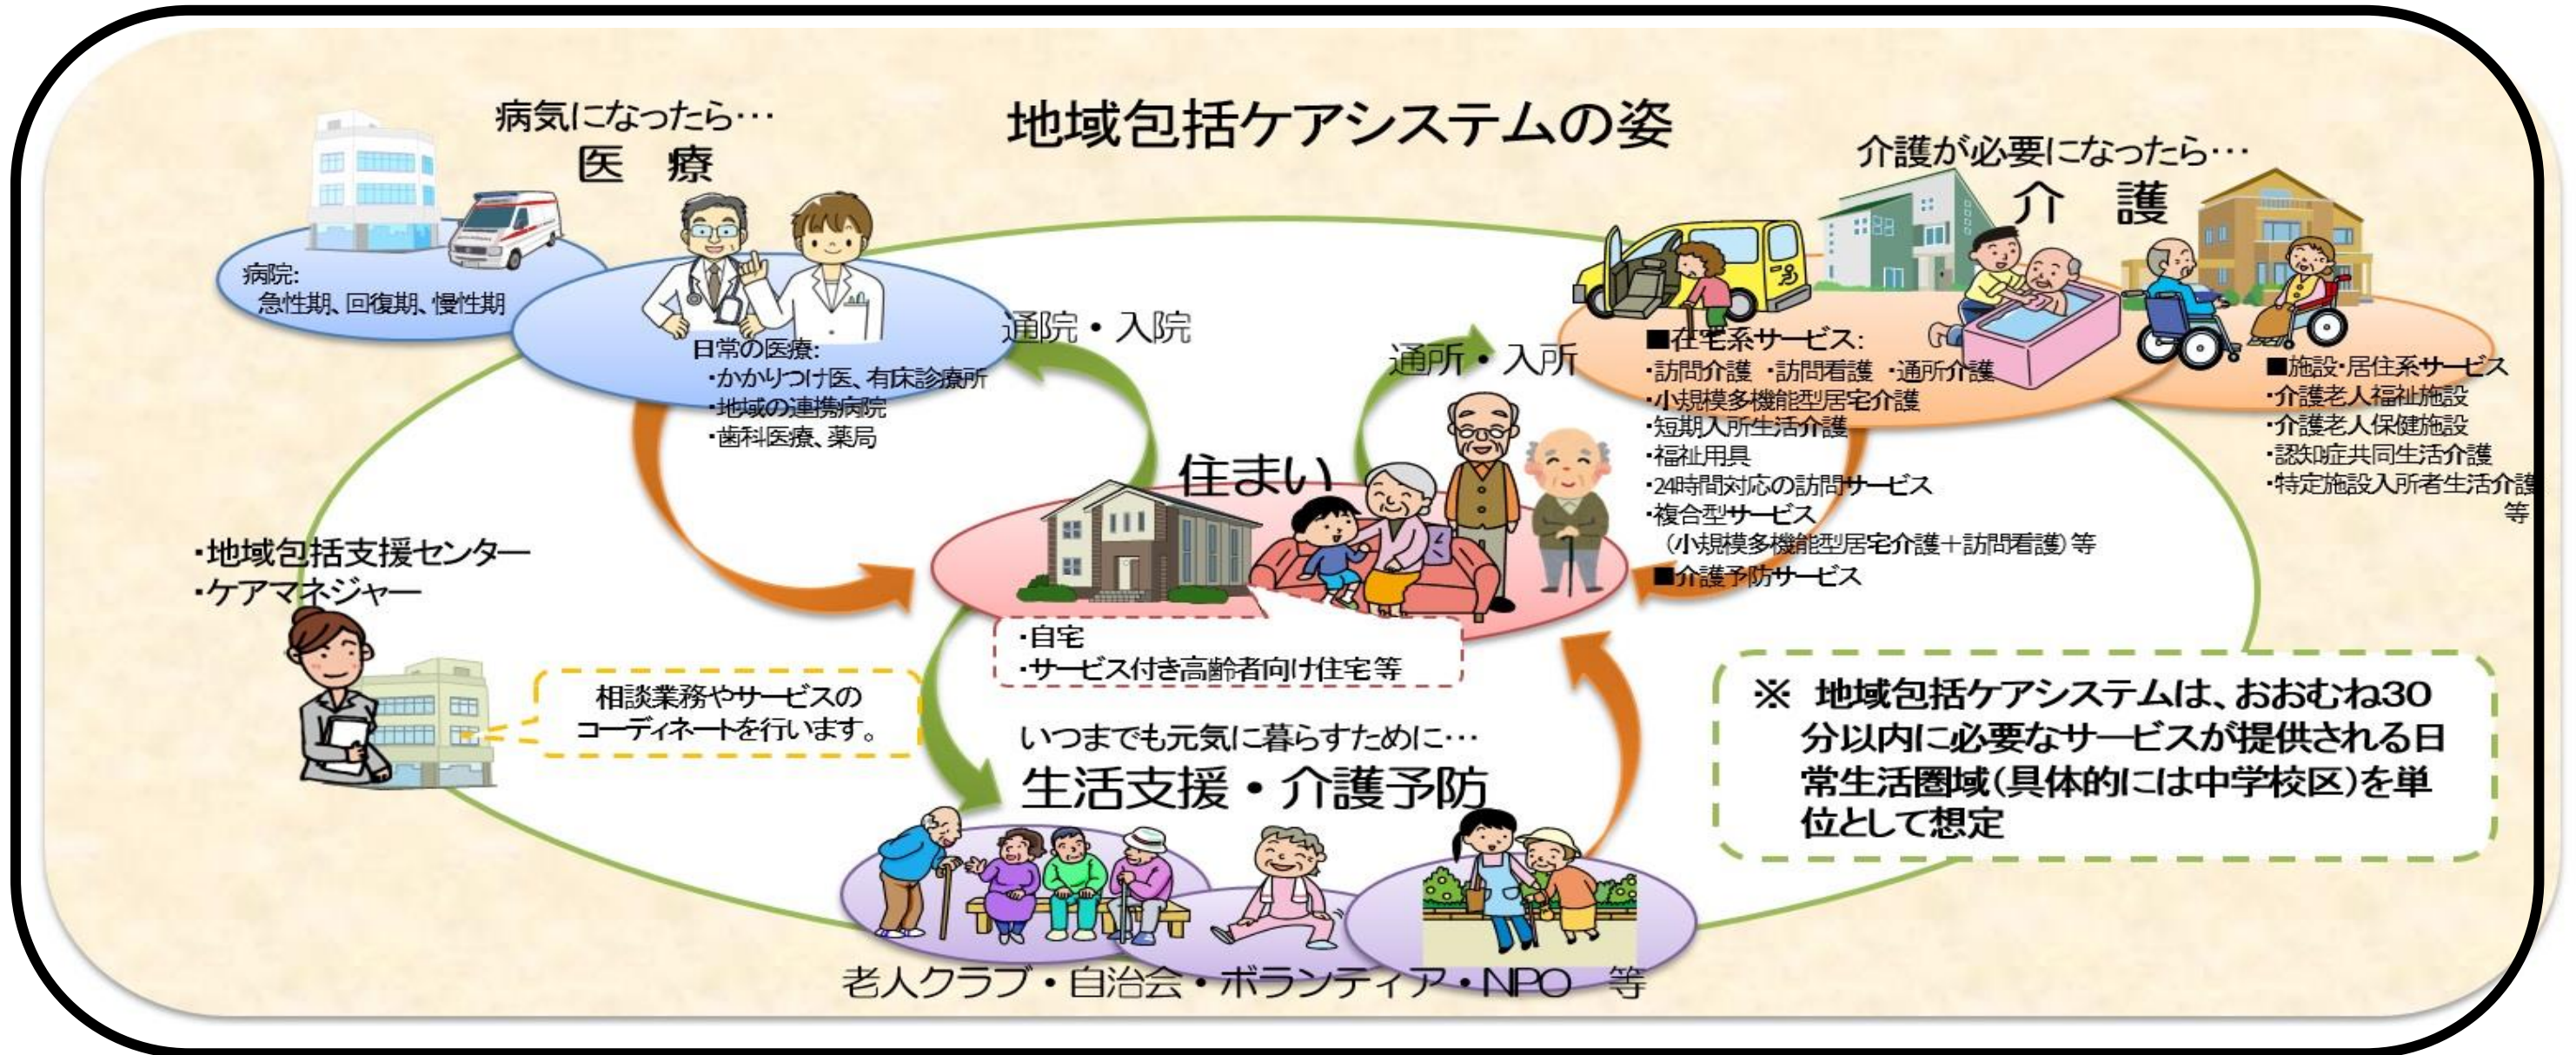 地域包括ケアシステムの姿
病気になったら…
医 療
病院:
急性期、回復期、慢性期
日常の医療:
・かかりつけ医、有床診療所
・地域の連携病院
・歯科医療、薬局
通院・入院
通所・入所
介護が必要になったら…
介 護
■在宅系サービス:
・訪問介護 ・訪問看護 ・通所介護
・小規模多機能型居宅介護
・短期入所生活介護
・福祉用具
・24時間対応の訪問サービス
・複合型サービス
(小規模多機能型居宅介護+訪問看護)等
■介護予防サービス
■施設・居住系サービス
・介護老人福祉施設
・介護老人保健施設
・認知症共同生活介護
・特定施設入所者生活介護
等
住まい
・自宅
・サービス付き高齢者向け住宅等
・地域包括支援センター
・ケアマネジャー
相談業務やサービスの
コーディネートを行います。
いつまでも元気に暮らすために…
生活支援・介護予防
老人クラブ・自治会・ボランティア・NPO 等
※ 地域包括ケアシステムは、おおむね30
分以内に必要なサービスが提供される日
常生活圏域(具体的には中学校区)を単
位として想定